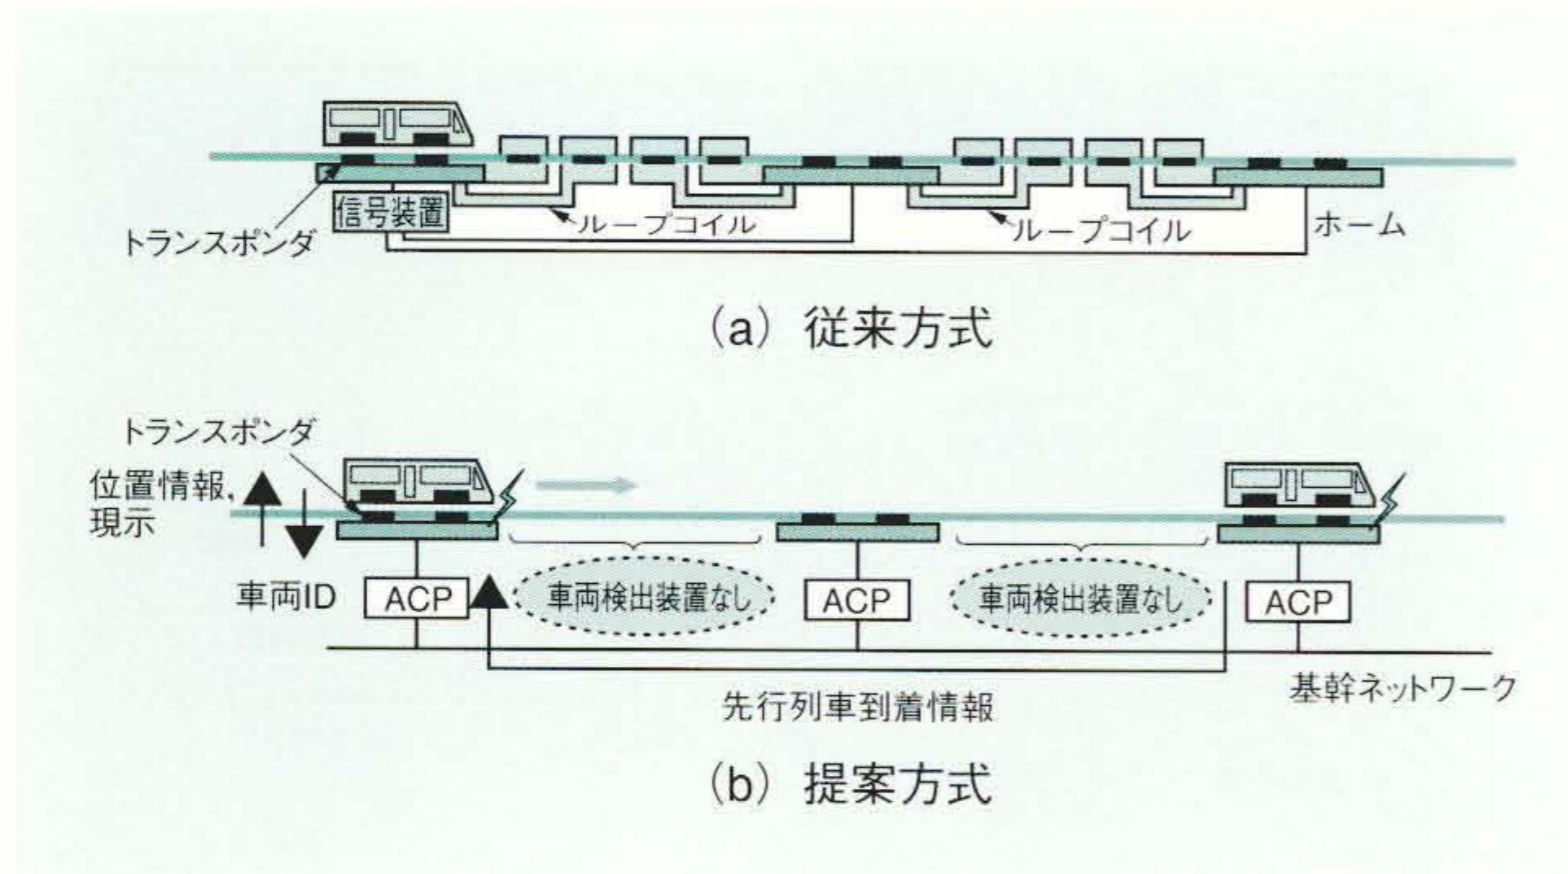 信号装置
トランスポンダ
ループコイル
ループコイル
ホーム
(a) 従来方式
トランスポンダ
位置情報,
現示
車両ID
ACP
車両検出装置なし
ACP
車両検出装置なし
ACP
先行列車到着情報
基幹ネットワーク
(b) 提案方式